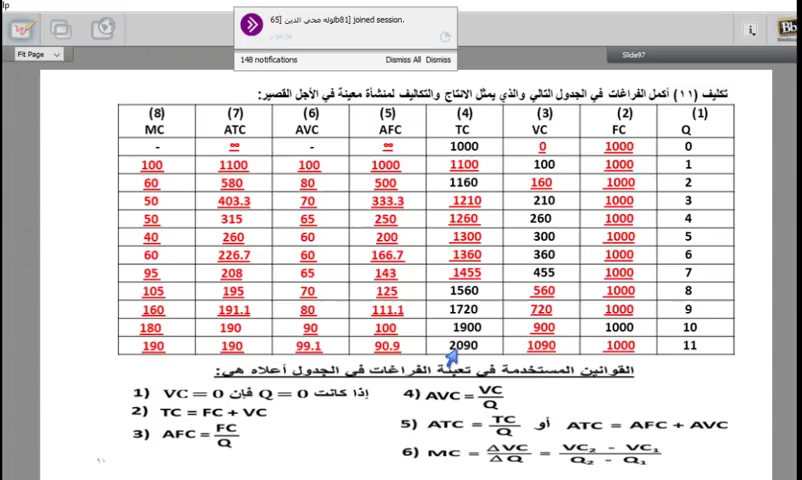 lp
joined session.
148 notifications
Dismiss All Dismiss
Fit Page
Slide97
تكليف (١١) أكمل الفراغات في الجدول التالي والذي يمثل الانتاج والتكاليف لمنشأة معينة في الأجل القصير:
(8) (7) (6) (5) (4) (3) (2) (1)
MC ATC AVC AFC TC VC FC Q
- ∞ - ∞ 1000 0 1000 0
100 1100 100 1000 1100 100 1000 1
60 580 80 500 1160 160 1000 2
50 403.3 70 333.3 1210 210 1000 3
50 315 65 250 1260 260 1000 4
40 260 60 200 1300 300 1000 5
60 226.7 60 166.7 1360 360 1000 6
95 208 65 143 1455 455 1000 7
105 195 70 125 1560 560 1000 8
160 191.1 80 111.1 1720 720 1000 9
180 190 90 100 1900 900 1000 10
190 190 99.1 90.9 2090 1090 1000 11
القوانين المستخدمة في تعبئة الفراغات في الجدول أعلاه هي:
1) VC = 0 فإن Q = 0 إذا كانت
2) TC = FC + VC
3) AFC = FC/Q
4) AVC = VC/Q
5) ATC = TC/Q أو ATC = AFC + AVC
6) MC = ΔVC/ΔQ = VC₂ - VC₁/Q₂ - Q₁